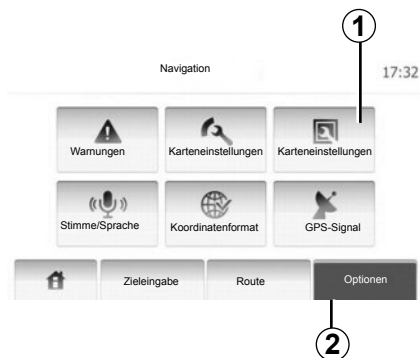 1
Navigation 17:32
Warnungen Karteneinstellungen Karteneinstellungen
Stimme/Sprache Koordinatenformat GPS-Signal
Zieleingabe Route Optionen
2